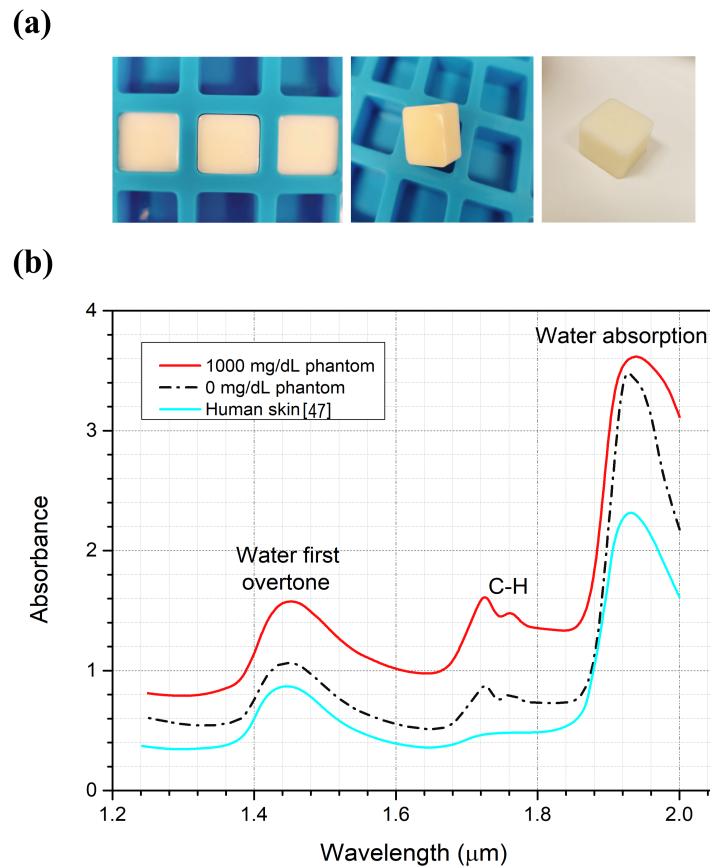 (a)
(b)
4
3
2
1
0
Absorbance
1000 mg/dL phantom
0 mg/dL phantom
Human skin[47]
Water absorption
Water first
overtone
C-H
1.2
1.4
1.6
1.8
2.0
Wavelength (μm)